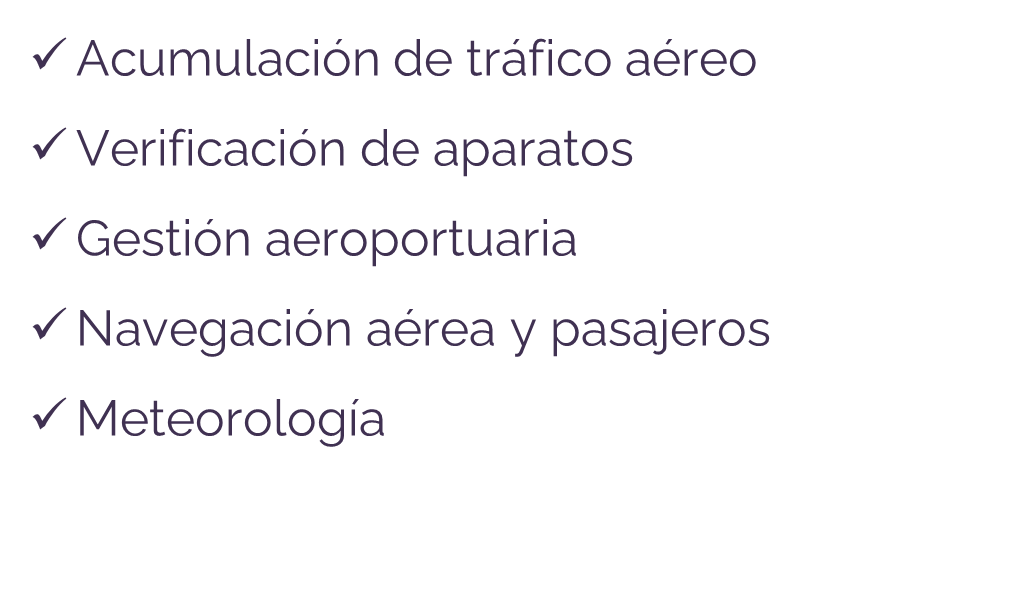 ✓ Acumulación de tráfico aéreo
✓ Verificación de aparatos
✓ Gestión aeroportuaria
✓ Navegación aérea y pasajeros
✓ Meteorología